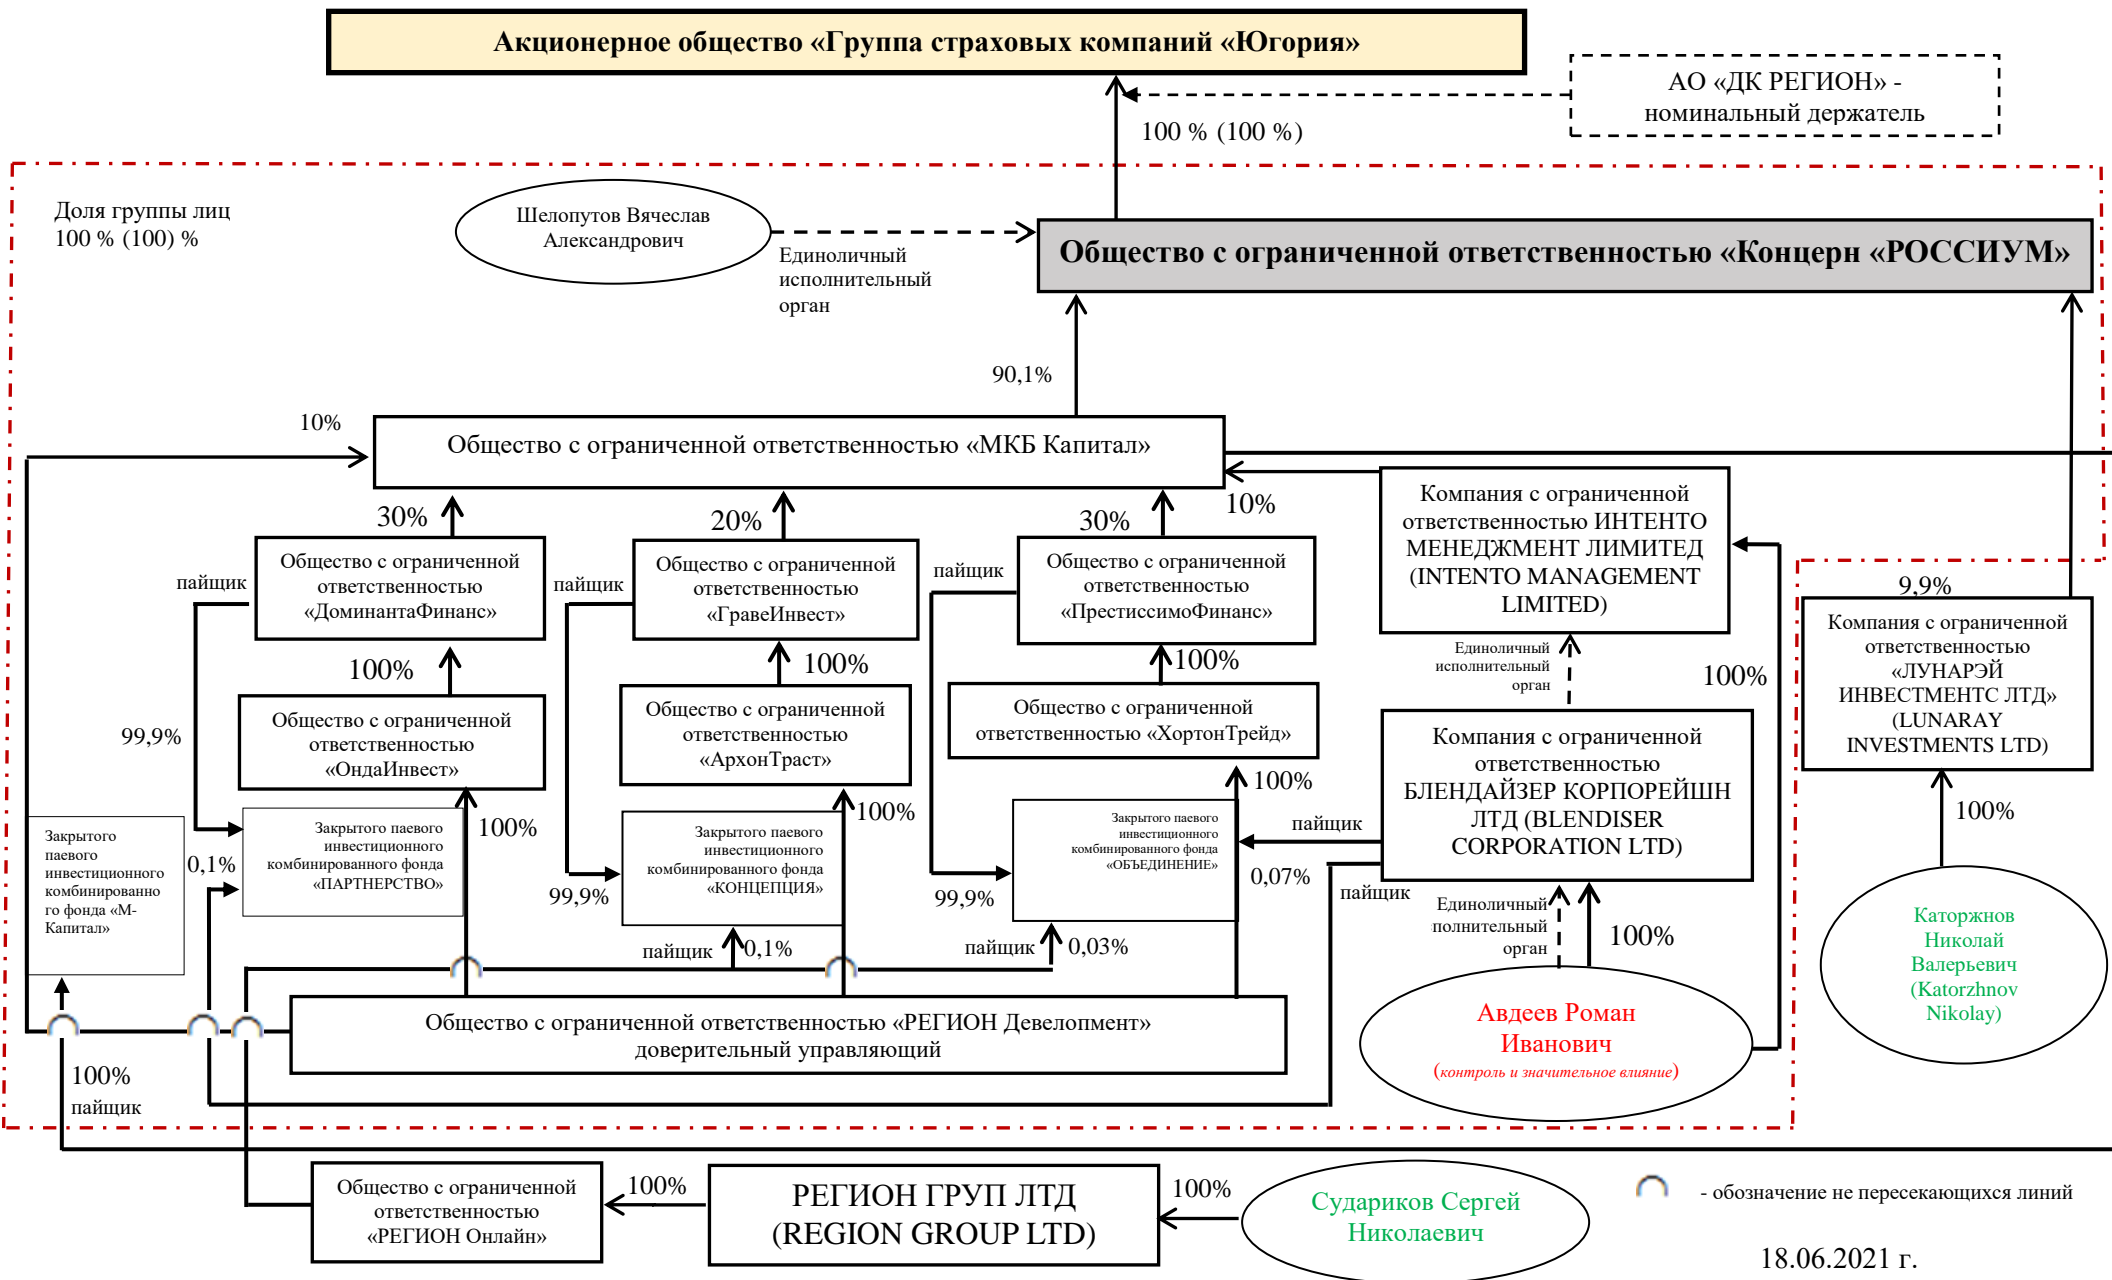 Акционерное общество «Группа страховых компаний «Югория»
АО «ДК РЕГИОН» -
номинальный держатель
100 % (100 %)
Доля группы лиц
100 % (100) %
Шелопутов Вячеслав
Александрович
Единоличный
исполнительный
орган
Общество с ограниченной ответственностью «Концерн «РОССИУМ»
90,1%
10%
Общество с ограниченной ответственностью «МКБ Капитал»
30%
20%
30%
10%
Компания с ограниченной
ответственностью ИНТЕНТО
МЕНЕДЖМЕНТ ЛИМИТЕД
(INTENTO MANAGEMENT
LIMITED)
пайщик
Общество с ограниченной
ответственностью
«ДоминантаФинанс»
пайщик
Общество с ограниченной
ответственностью
«ГравеИнвест»
пайщик
Общество с ограниченной
ответственностью
«ПрестиссимоФинанс»
9,9%
Компания с ограниченной
ответственностью
«ЛУНАРЭЙ
ИНВЕСТМЕНТС ЛТД»
(LUNARAY
INVESTMENTS LTD)
100%
100%
100%
Единоличный
исполнительный
орган
100%
99,9%
Общество с ограниченной
ответственностью
«ОндаИнвест»
Общество с ограниченной
ответственностью
«АрхонТраст»
Общество с ограниченной
ответственностью «ХортонТрейд»
Компания с ограниченной
ответственностью
БЛЕНДАЙЗЕР КОРПОРЕЙШН
ЛТД (BLENDISER
CORPORATION LTD)
100%
100%
100%
100%
Закрытого
паевого
инвестиционного
комбинированно
го фонда «М-
Капитал»
0,1%
Закрытого паевого
инвестиционного
комбинированного фонда
«ПАРТНЕРСТВО»
99,9%
Закрытого паевого
инвестиционного
комбинированного фонда
«КОНЦЕПЦИЯ»
99,9%
Закрытого паевого
инвестиционного
комбинированного фонда
«ОБЪЕДИНЕНИЕ»
пайщик
0,07%
пайщик
Единоличный
полнительный
орган
100%
пайщик
0,1%
пайщик
0,03%
Каторжнов
Николай
Валерьевич
(Katorzhnov
Nikolay)
Общество с ограниченной ответственностью «РЕГИОН Девелопмент»
доверительный управляющий
Авдеев Роман
Иванович
(контроль и значительное влияние)
100%
пайщик
Общество с ограниченной
ответственностью
«РЕГИОН Онлайн»
100%
РЕГИОН ГРУП ЛТД
(REGION GROUP LTD)
100%
Судариков Сергей
Николаевич
- обозначение не пересекающихся линий
18.06.2021 г.